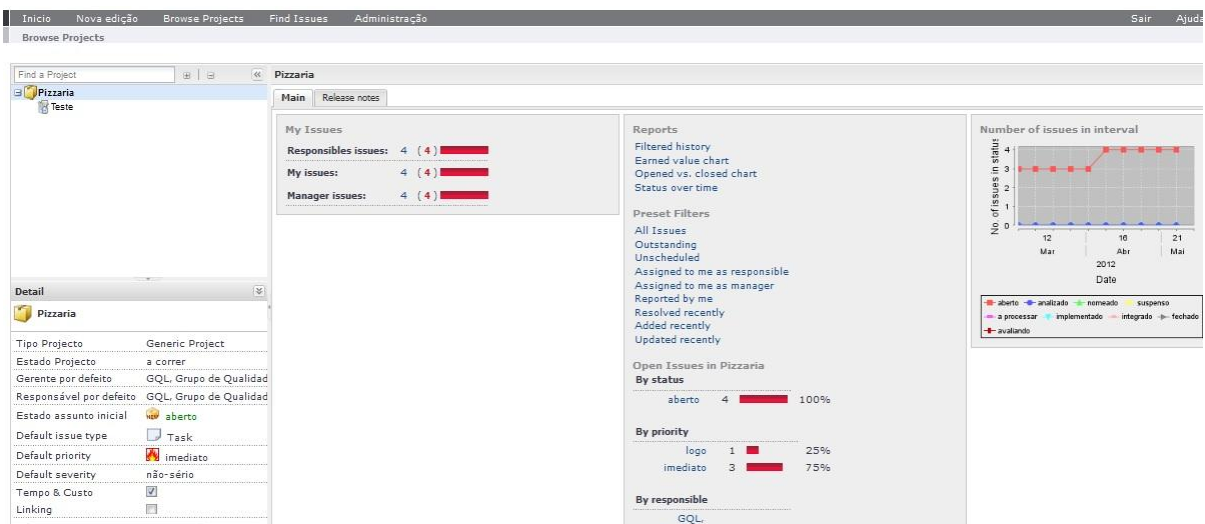 Inicio Nova edição Browse Projects Find Issues Administração Sair Ajuda
Browse Projects
Find a Project
Pizzaria
Teste
Pizzaria
Main Release notes
My Issues
Responsibles issues: 4 (4)
My issues: 4 (4)
Manager issues: 4 (4)
Reports
Filtered history
Earned value chart
Opened vs. closed chart
Status over time
Preset Filters
All Issues
Outstanding
Unscheduled
Assigned to me as responsible
Assigned to me as manager
Reported by me
Resolved recently
Added recently
Updated recently
Open Issues in Pizzaria
By status
aberto 4 100%
By priority
logo 1 25%
imediato 3 75%
By responsible
GQL,
Number of issues in interval
No. of issues in status
4
3
2
1
0
12 16 21
Mar Abr Mai
2012
Date
aberto analizado nomeado suspenso
a processar implementado integrado fechado
avaliando
Detail
Pizzaria
Tipo Projecto Generic Project
Estado Projecto a correr
Gerente por defeito GQL, Grupo de Qualidad
Responsável por defeito GQL, Grupo de Qualidad
Estado assunto inicial aberto
Default issue type Task
Default priority imediato
Default severity não-sério
Tempo & Custo
Linking